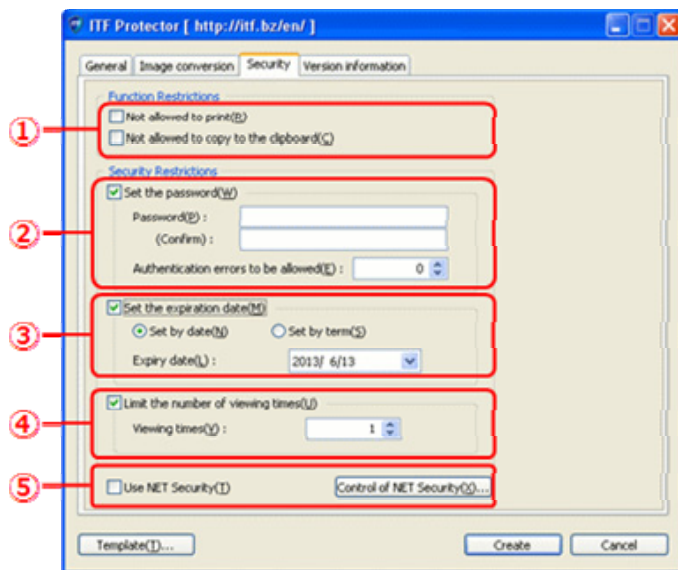 ITF Protector [ http://itf.bz/en/ ]
General Image conversion Security Version information
Function Restrictions
① Not allowed to print(R)
Not allowed to copy to the clipboard(C)
Security Restrictions
Set the password(W)
② Password(P) :
(Confirm) :
Authentication errors to be allowed(E) : 0
Set the expiration date(M)
③ Set by date(N) Set by term(S)
Expiry date(L) : 2013/ 6/13
Limit the number of viewing times(U)
④ Viewing times(V) : 1
⑤ Use NET Security(T) Control of NET Security(X)...
Template(T)... Create Cancel